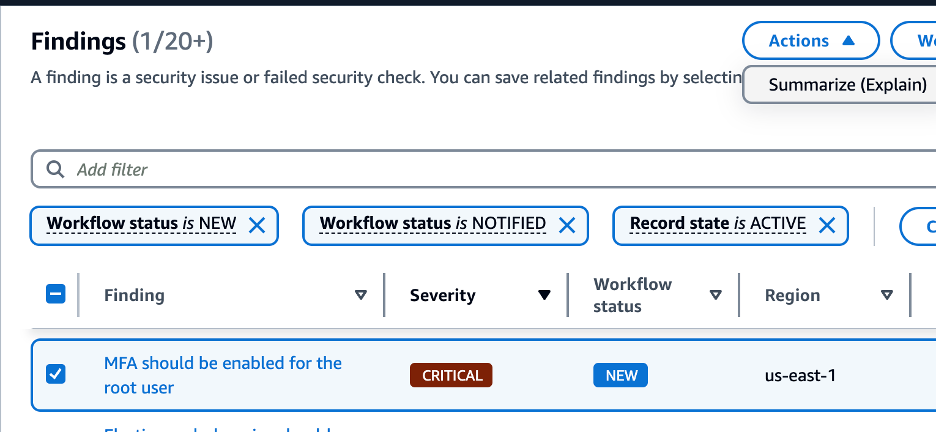 Findings (1/20+)
Actions
A finding is a security issue or failed security check. You can save related findings by
Summarize (Explain)
Add filter
Workflow status is NEW
Workflow status is NOTIFIED
Record state is ACTIVE
Finding
Severity
Workflow
status
Region
MFA should be enabled for the
root user
CRITICAL
NEW
us-east-1